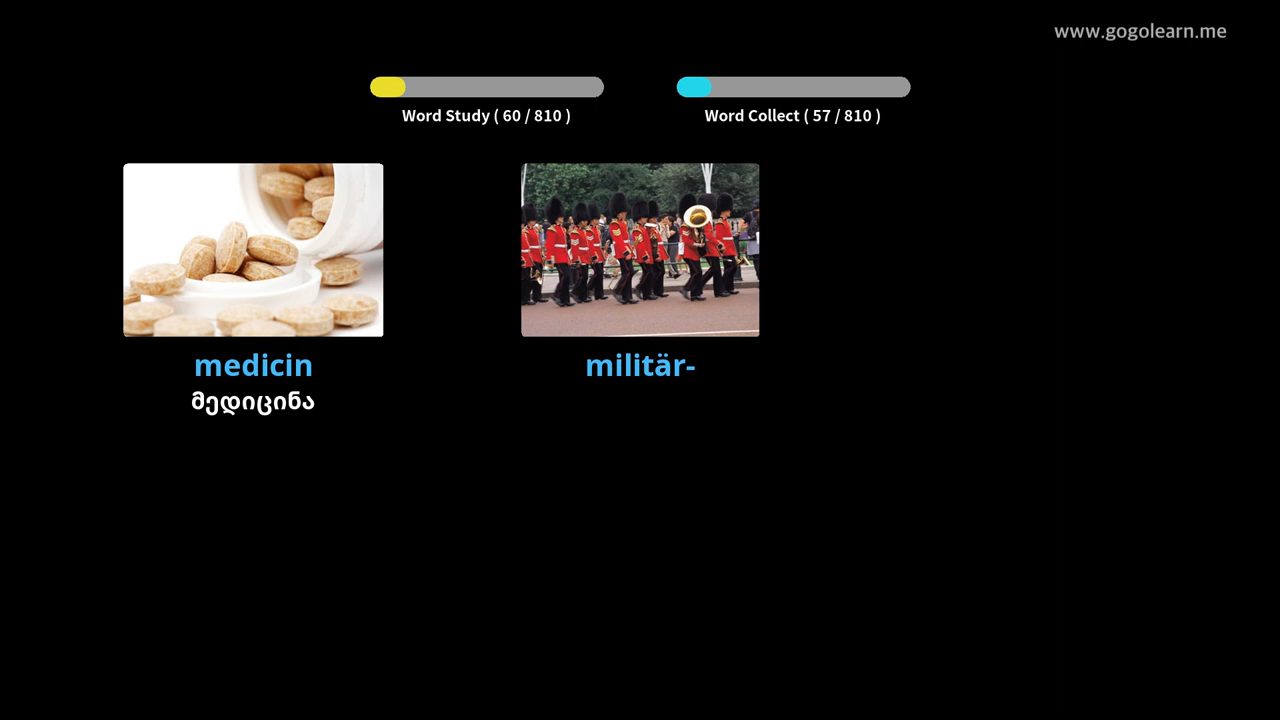 www.gogolearn.me
Word Study ( 60 / 810 )
Word Collect ( 57 / 810 )
medicin
მედიცინა
militär-